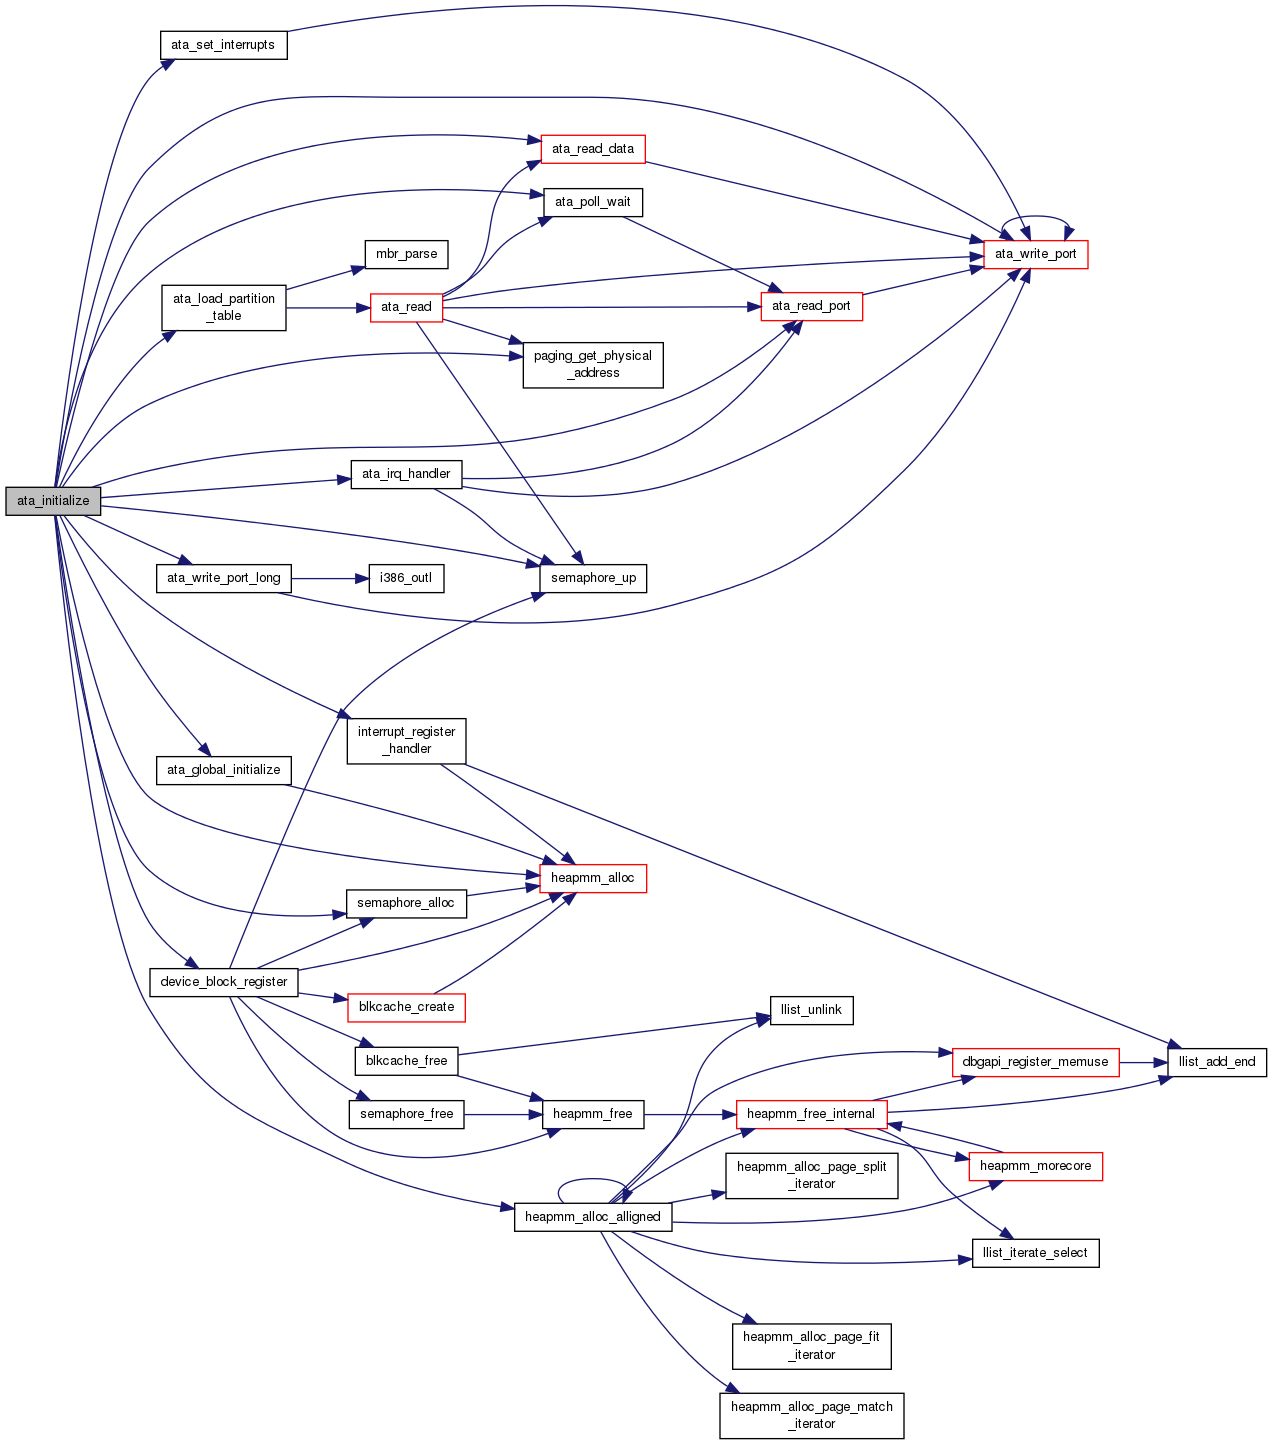 ata_set_interrupts
ata_read_data
ata_poll_wait
mbr_parse
ata_write_port
ata_load_partition
_table
ata_read
ata_read_port
paging_get_physical
_address
ata_irq_handler
ata_initialize
ata_write_port_long
i386_outl
semaphore_up
interrupt_register
_handler
ata_global_initialize
heapmm_alloc
semaphore_alloc
device_block_register
blkcache_create
llist_unlink
blkcache_free
dbgapi_register_memuse
llist_add_end
semaphore_free
heapmm_free
heapmm_free_internal
heapmm_alloc_page_split
_iterator
heapmm_morecore
heapmm_alloc_alligned
llist_iterate_select
heapmm_alloc_page_fit
_iterator
heapmm_alloc_page_match
_iterator